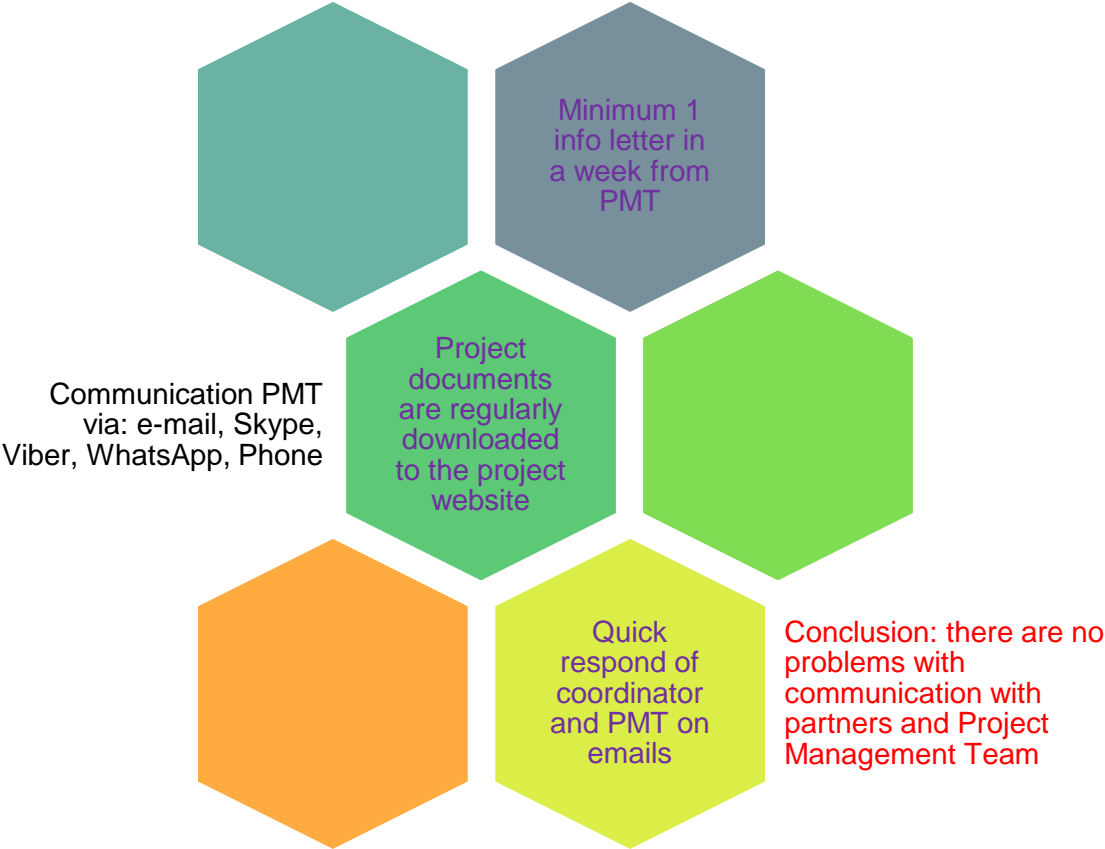 Minimum 1
info letter in
a week from
PMT
Communication PMT
via: e-mail, Skype,
Viber, WhatsApp, Phone
Project
documents
are regularly
downloaded
to the project
website
Quick
respond of
coordinator
and PMT on
emails
Conclusion: there are no
problems with
communication with
partners and Project
Management Team